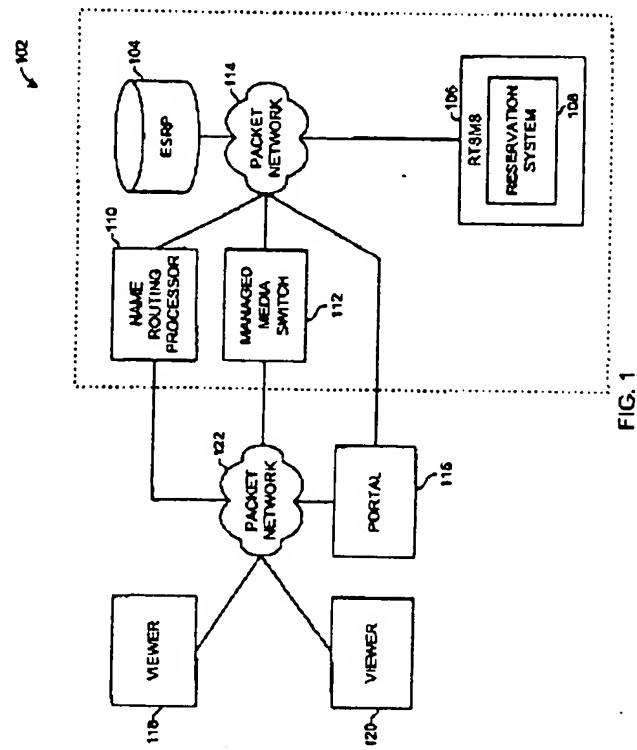 102
110
104
118
VIEWER
NAME
ROUTING
PROCESSOR
ESRP
122
PACKET
NETWORK
MANAGED
MEDIA
SWITCH
112
114
PACKET
NETWORK
120
VIEWER
PORTAL
116
106
RTSMS
RESERVATION
SYSTEM
108
FIG. 1